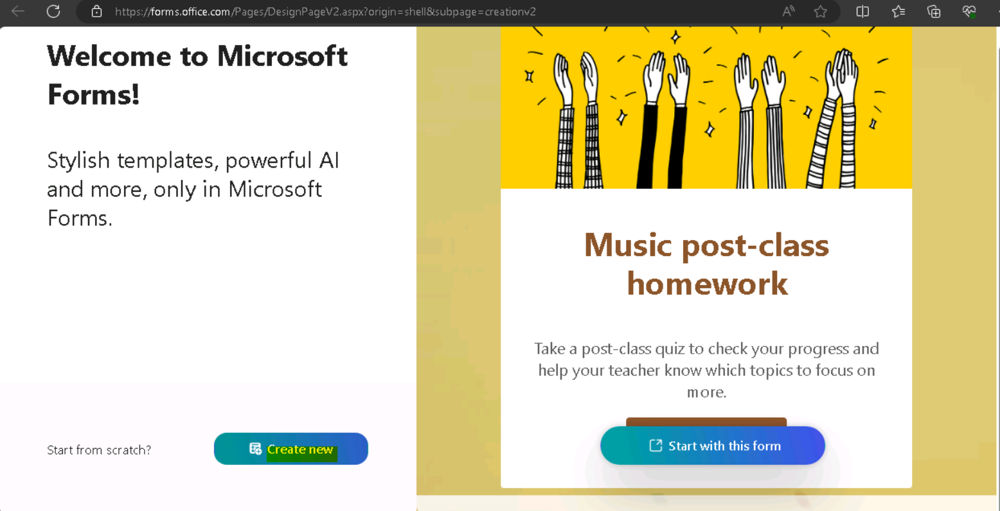 https://forms.office.com/Pages/DesignPageV2.aspx?origin=shell&subpage=creationv2
Welcome to Microsoft
Forms!
Stylish templates, powerful AI
and more, only in Microsoft
Forms.
Start from scratch?
Create new
Music post-class
homework
Take a post-class quiz to check your progress and
help your teacher know which topics to focus on
more.
Start with this form